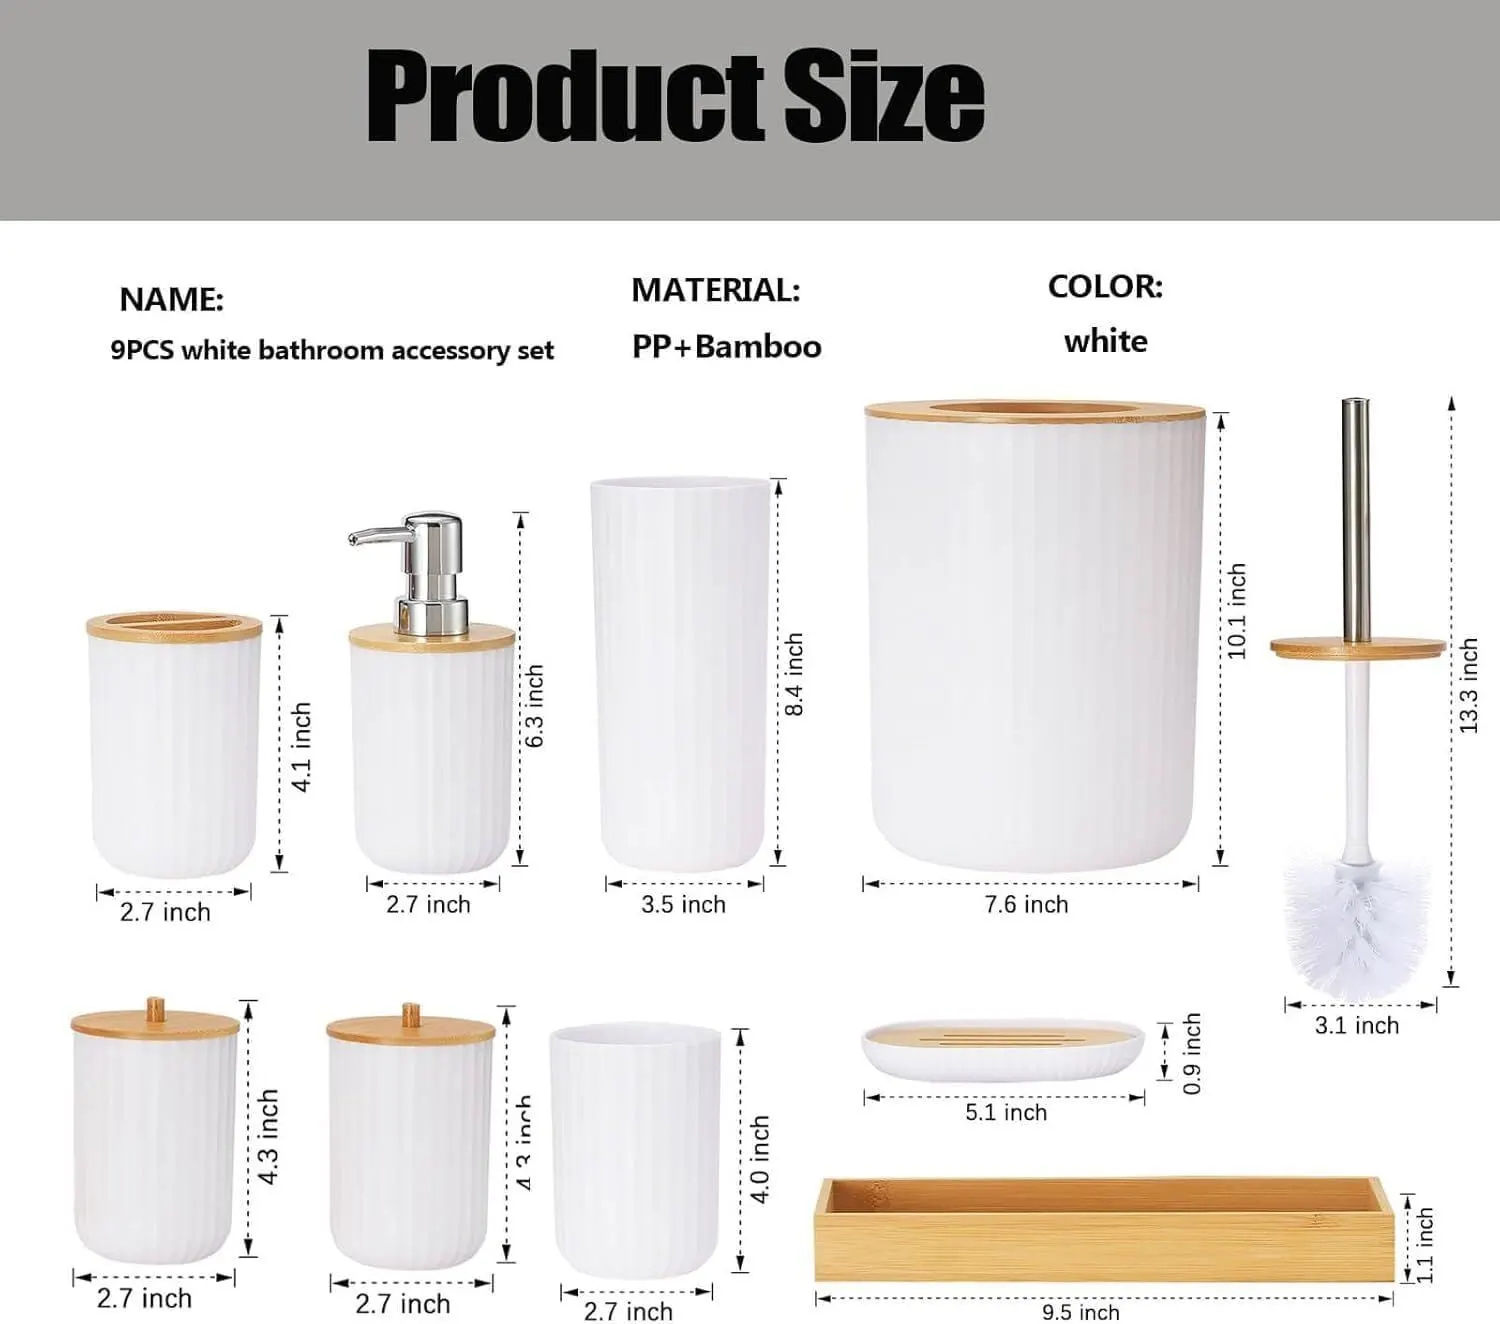 Product Size
NAME:
9PCS white bathroom accessory set
MATERIAL:
PP+Bamboo
COLOR:
white
4.1 inch
2.7 inch
6.3 inch
2.7 inch
8.4 inch
3.5 inch
10.1 inch
7.6 inch
13.3 inch
3.1 inch
4.3 inch
2.7 inch
4.3 inch
2.7 inch
4.0 inch
2.7 inch
0.9 inch
5.1 inch
1.1 inch
9.5 inch